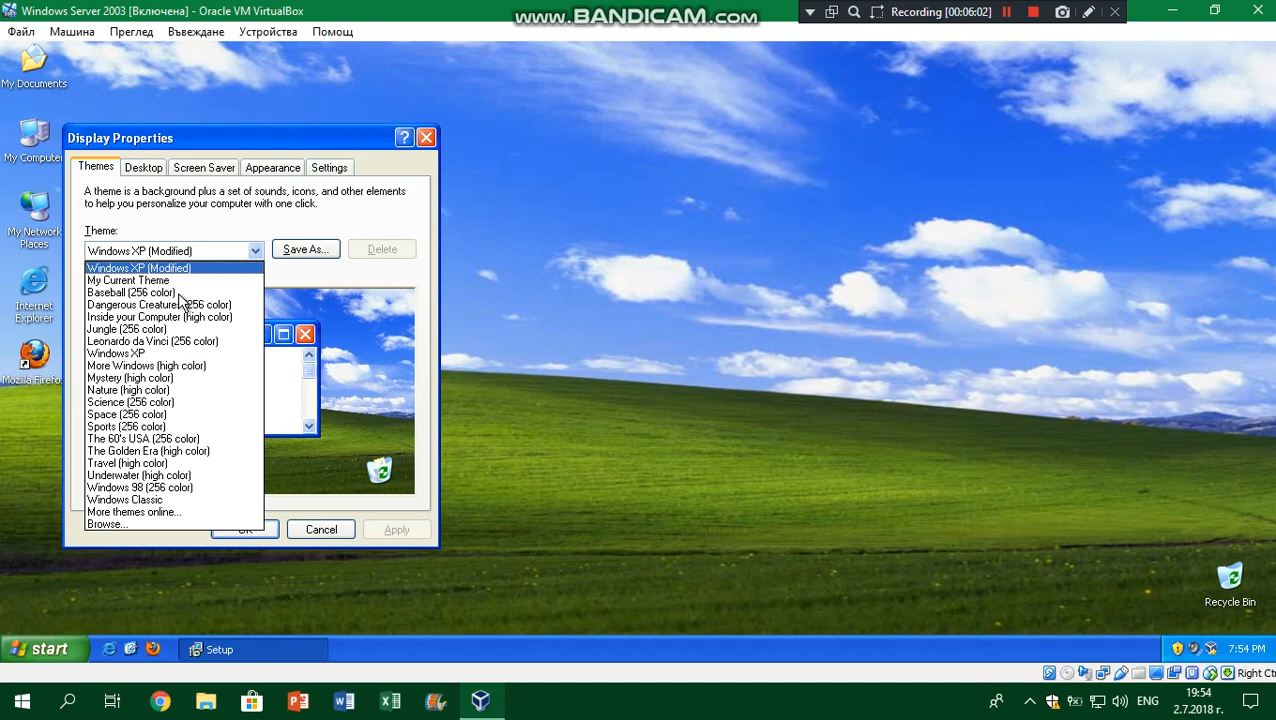 Windows Server 2003 [Включена] - Oracle VM VirtualBox
www.BANDICAM.com
Recording [00:06:02]
Файл Машина Преглед Въвеждане Устройства Помощ
My Documents
My Computer
My Network
Places
Internet
Explorer
Mozilla Firefo
Display Properties
Themes Desktop Screen Saver Appearance Settings
A theme is a background plus a set of sounds, icons, and other elements
to help you personalize your computer with one click.
Theme:
Windows XP (Modified) Save As... Delete
Windows XP (Modified)
My Current Theme
Baseball (256 color)
Dangerous Creatures (256 color)
Inside your Computer (high color)
Jungle (256 color)
Leonardo da Vinci (256 color)
Windows XP
More Windows (high color)
Mystery (high color)
Nature (high color)
Science (256 color)
Space (256 color)
Sports (256 color)
The 60's USA (256 color)
The Golden Era (high color)
Travel (high color)
Underwater (high color)
Windows 98 (256 color)
Windows Classic
More themes online...
Browse...
OK Cancel Apply
Recycle Bin
start Setup 7:54 PM
Right Ct
ENG 19:54
2.7.2018 г.